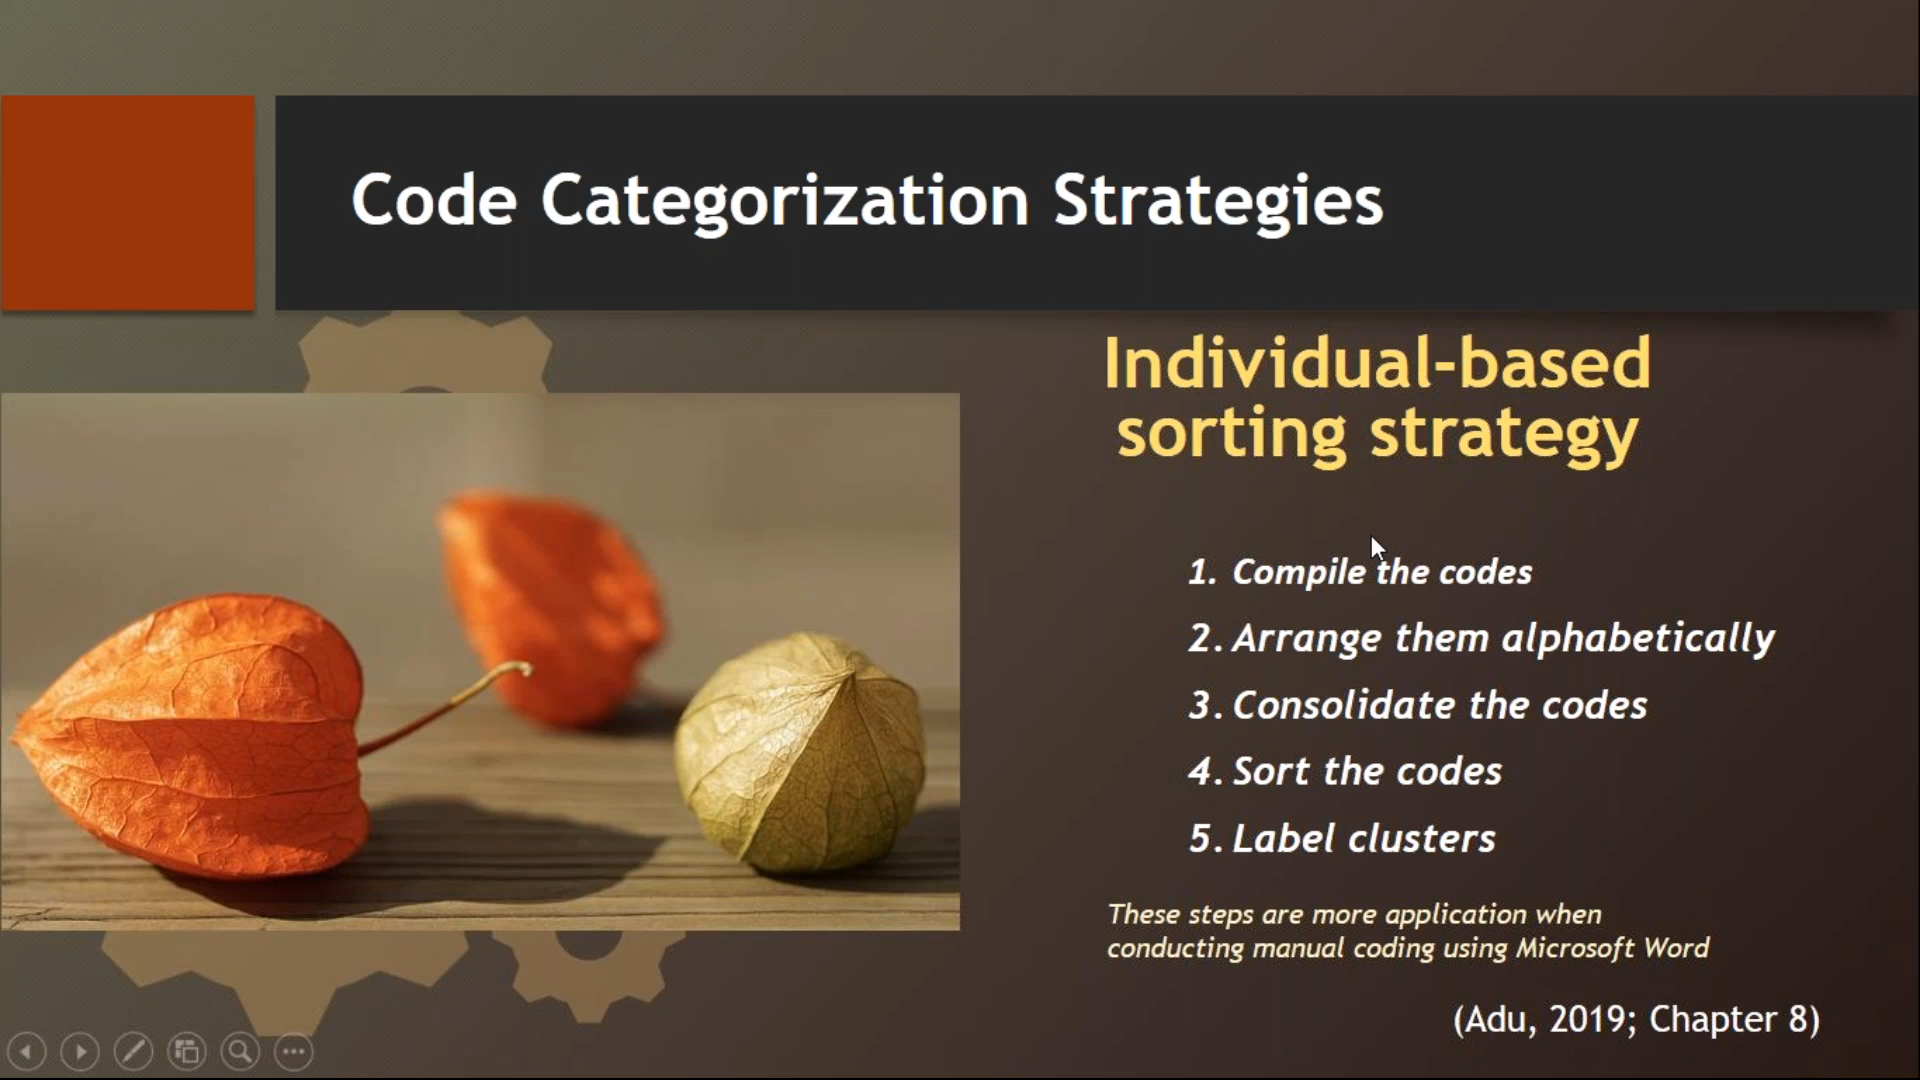 Code Categorization Strategies
Individual-based
sorting strategy
1. Compile the codes
2. Arrange them alphabetically
3. Consolidate the codes
4. Sort the codes
5. Label clusters
These steps are more application when
conducting manual coding using Microsoft Word
(Adu, 2019; Chapter 8)